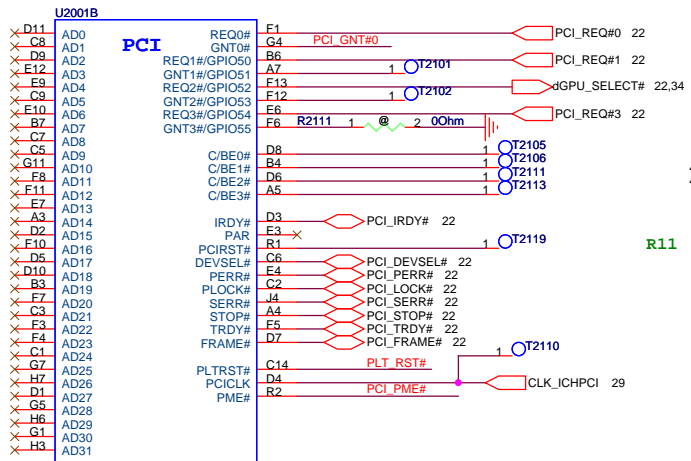 U2001B
PCI
D11 AD0 REQ0# F1 PCI_REQ#0 22
C8 AD1 GNT0# G4 PCI_GNT#0
D9 AD2 REQ1#/GPIO50 B6 PCI_REQ#1 22
E12 AD3 GNT1#/GPIO51 A7 1 T2101
E9 AD4 REQ2#/GPIO52 F13 dGPU_SELECT# 22,34
C9 AD5 GNT2#/GPIO53 F12 1 T2102
E10 AD6 REQ3#/GPIO54 E6 PCI_REQ#3 22
B7 AD7 GNT3#/GPIO55 F6 R2111 1 @ 2 0Ohm
C7 AD8
C5 AD9 C/BE0# D8 1 T2105
G11 AD10 C/BE1# B4 1 T2106
F8 AD11 C/BE2# D6 1 T2111
F11 AD12 C/BE3# A5 1 T2113
E7 AD13
A3 AD14 IRDY# D3 PCI_IRDY# 22
D2 AD15 PAR E3
F10 AD16 PCIRST# R1 1 T2119 R11
D5 AD17 DEVSEL# C6 PCI_DEVSEL# 22
D10 AD18 PERR# E4 PCI_PERR# 22
B3 AD19 PLOCK# C2 PCI_LOCK# 22
F7 AD20 SERR# J4 PCI_SERR# 22
C3 AD21 STOP# A4 PCI_STOP# 22
F3 AD22 TRDY# F5 PCI_TRDY# 22
F4 AD23 FRAME# D7 PCI_FRAME# 22
C1 AD24 1 T2110
G7 AD25 PLTRST# C14 PLT_RST#
H7 AD26 PCICLK D4 CLK_ICHPCI 29
D1 AD27 PME# R2 PCI_PME#
G5 AD28
H6 AD29
G1 AD30
H3 AD31